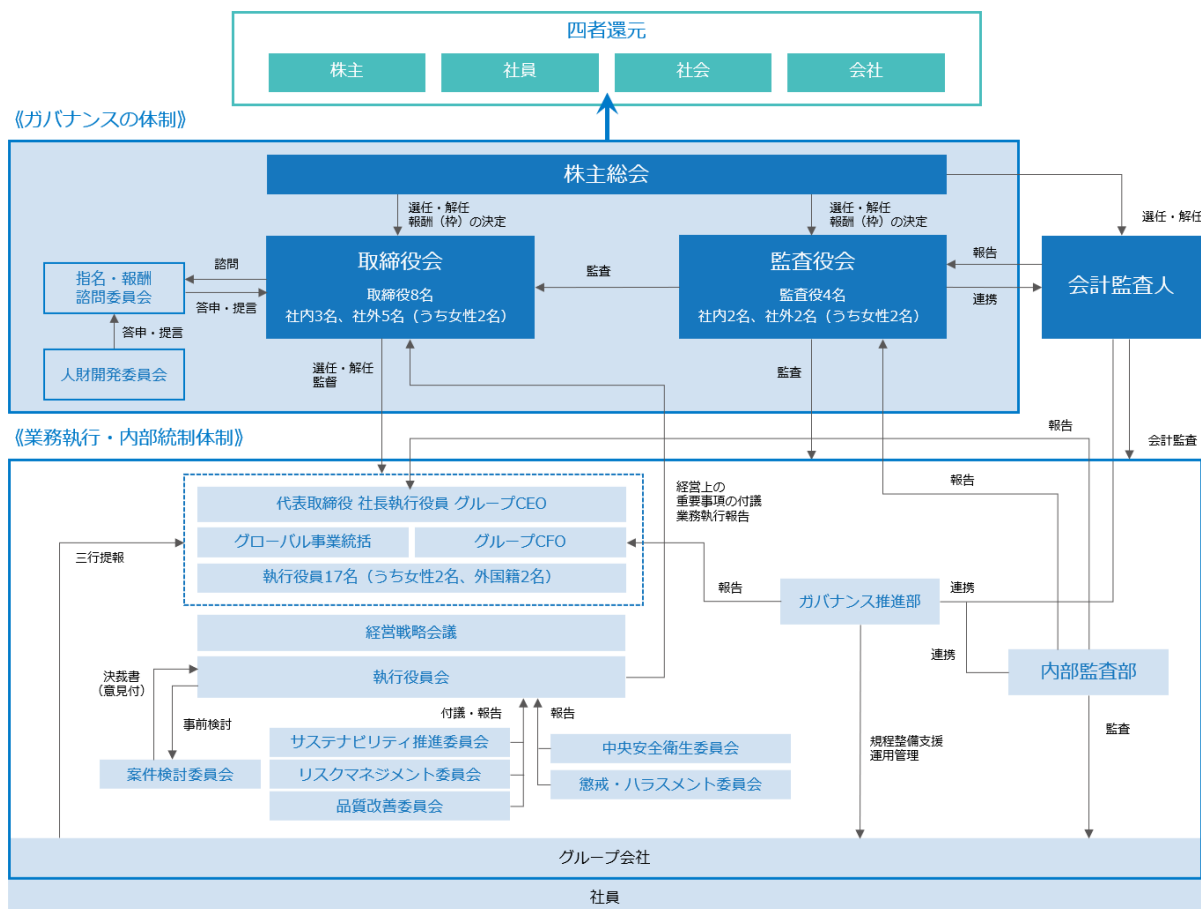 四者還元
株主
社員
社会
会社
《ガバナンスの体制》
株主総会
選任・解任
報酬（枠）の決定
選任・解任
報酬（枠）の決定
選任・解任
取締役会
取締役8名
社内3名、社外5名（うち女性2名）
監査役会
監査役4名
社内2名、社外2名（うち女性2名）
会計監査人
監査
報告
連携
指名・報酬
諮問委員会
諮問
答申・提言
答申・提言
人財開発委員会
選任・解任
監督
監査
《業務執行・内部統制体制》
報告
会計監査
代表取締役 社長執行役員 グループCEO
グローバル事業統括
グループCFO
執行役員17名（うち女性2名、外国籍2名）
経営上の
重要事項の付議
業務執行報告
報告
三行提報
報告
ガバナンス推進部
連携
経営戦略会議
執行役員会
連携
内部監査部
決裁書
（意見付）
事前検討
付議・報告
報告
監査
サステナビリティ推進委員会
中央安全衛生委員会
規程整備支援
運用管理
案件検討委員会
リスクマネジメント委員会
懲戒・ハラスメント委員会
品質改善委員会
グループ会社
社員